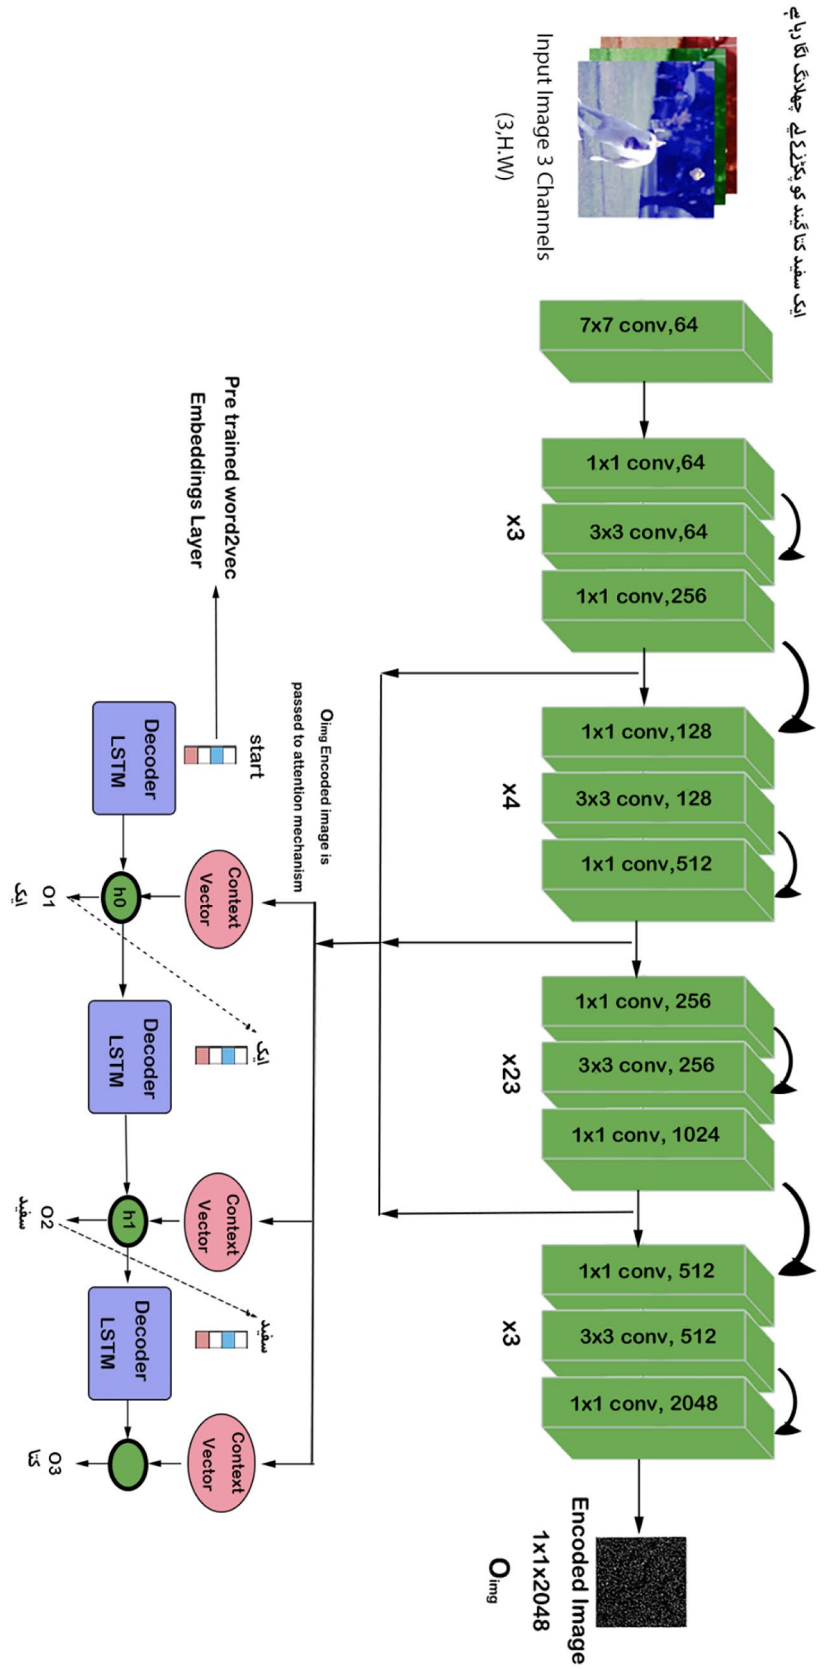 ایک سفید کتا گیند کو پکڑنے کے لیے چھلانگ لگا رہا ہے
Input Image 3 Channels
(3,H.W)
7x7 conv,64
1x1 conv,64
3x3 conv,64
1x1 conv,256
x3
1x1 conv,128
3x3 conv, 128
1x1 conv,512
x4
1x1 conv, 256
3x3 conv, 256
1x1 conv, 1024
x23
1x1 conv, 512
3x3 conv, 512
1x1 conv, 2048
x3
Encoded Image
1x1x2048
Oimg
Oimg Encoded image is
passed to attention mechanism
Pre trained word2vec
Embeddings Layer
start
Decoder
LSTM
Context
Vector
h0
O1
ایک
ایک
Decoder
LSTM
Context
Vector
h1
O2
سفید
سفید
Decoder
LSTM
Context
Vector
O3
کتا